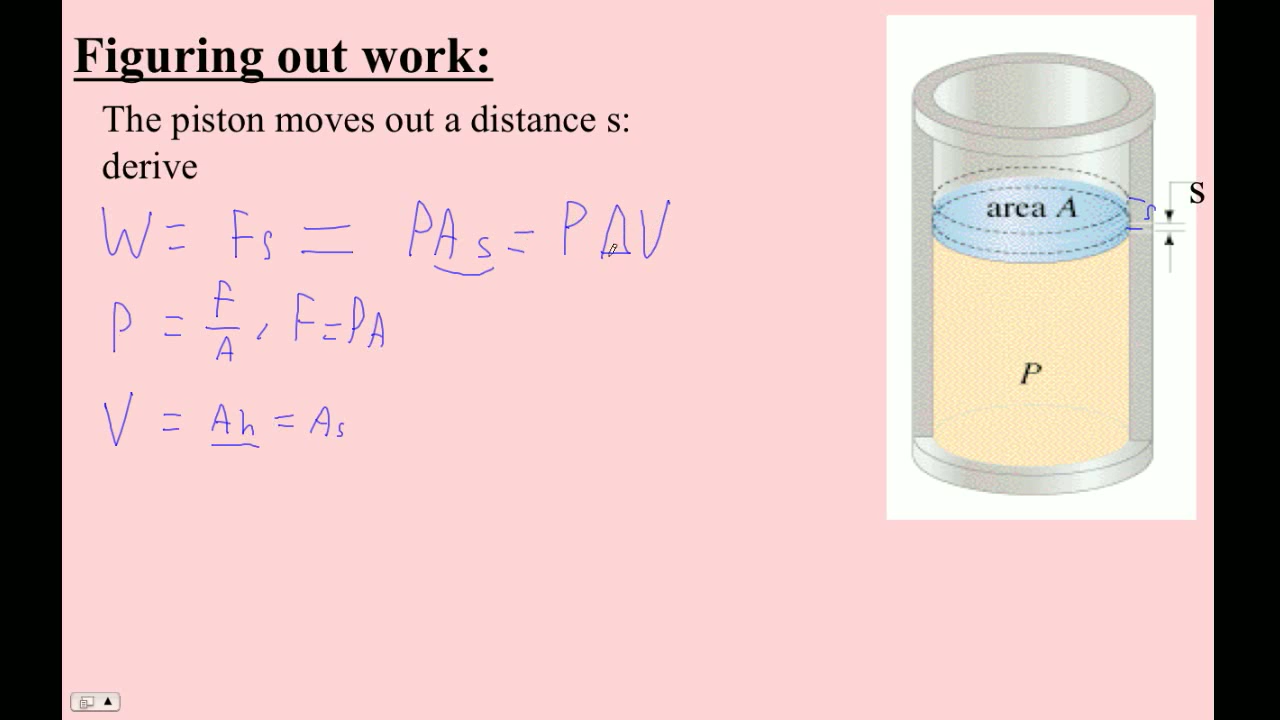 Figuring out work:
The piston moves out a distance s:
derive
W = Fs = PAs = PΔV
P = F/A, F=PA
V = Ah = As
area A
s
S
P